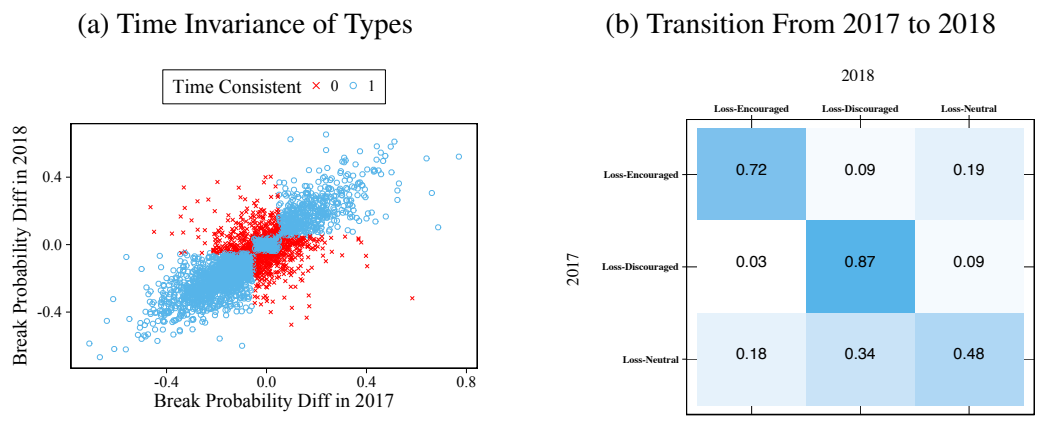 (a) Time Invariance of Types
Time Consistent × 0 ○ 1
Break Probability Diff in 2018
0.4
0.0
-0.4
-0.4 0.0 0.4 0.8
Break Probability Diff in 2017
(b) Transition From 2017 to 2018
2018
Loss-Encouraged Loss-Discouraged Loss-Neutral
2017
Loss-Encouraged 0.72 0.09 0.19
Loss-Discouraged 0.03 0.87 0.09
Loss-Neutral 0.18 0.34 0.48